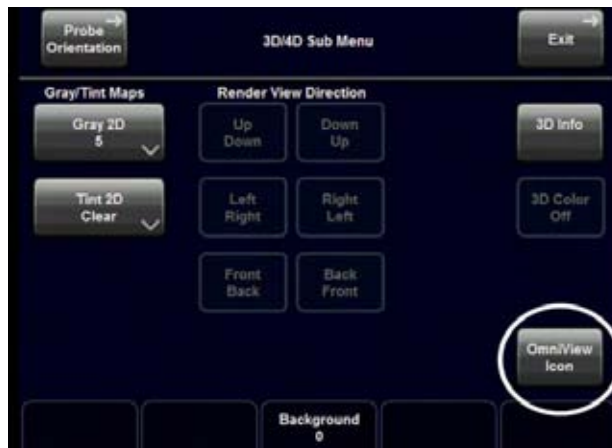 Probe
Orientation
3D/4D Sub Menu
Exit
Gray/Tint Maps
Render View Direction
Gray 2D
5
Up
Down
Down
Up
3D Info
Tint 2D
Clear
Left
Right
Right
Left
3D Color
Off
Front
Back
Back
Front
OmniView
Icon
Background
0